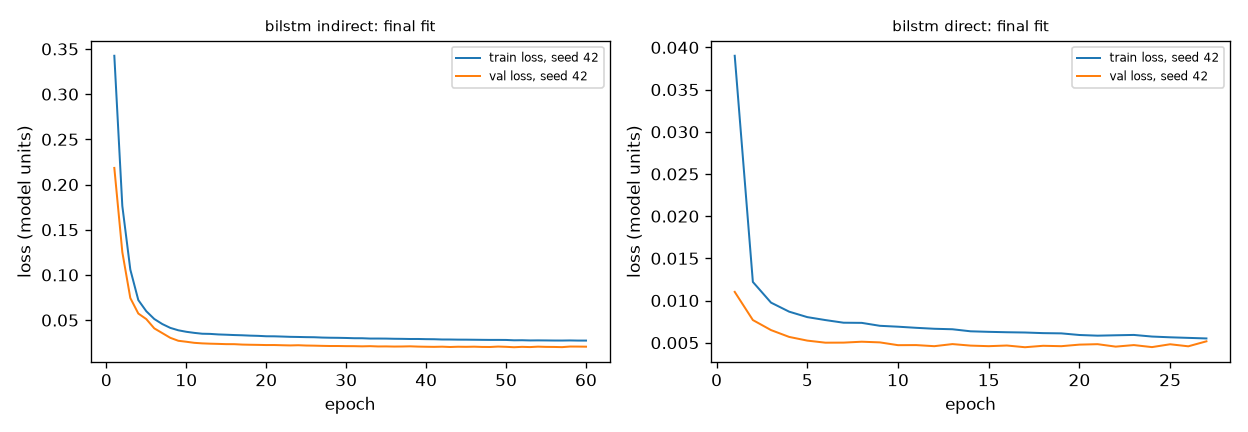 bilstm indirect: final fit
train loss, seed 42
val loss, seed 42
loss (model units)
0.35
0.30
0.25
0.20
0.15
0.10
0.05
0
10
20
30
40
50
60
epoch
bilstm direct: final fit
train loss, seed 42
val loss, seed 42
loss (model units)
0.040
0.035
0.030
0.025
0.020
0.015
0.010
0.005
0
5
10
15
20
25
epoch